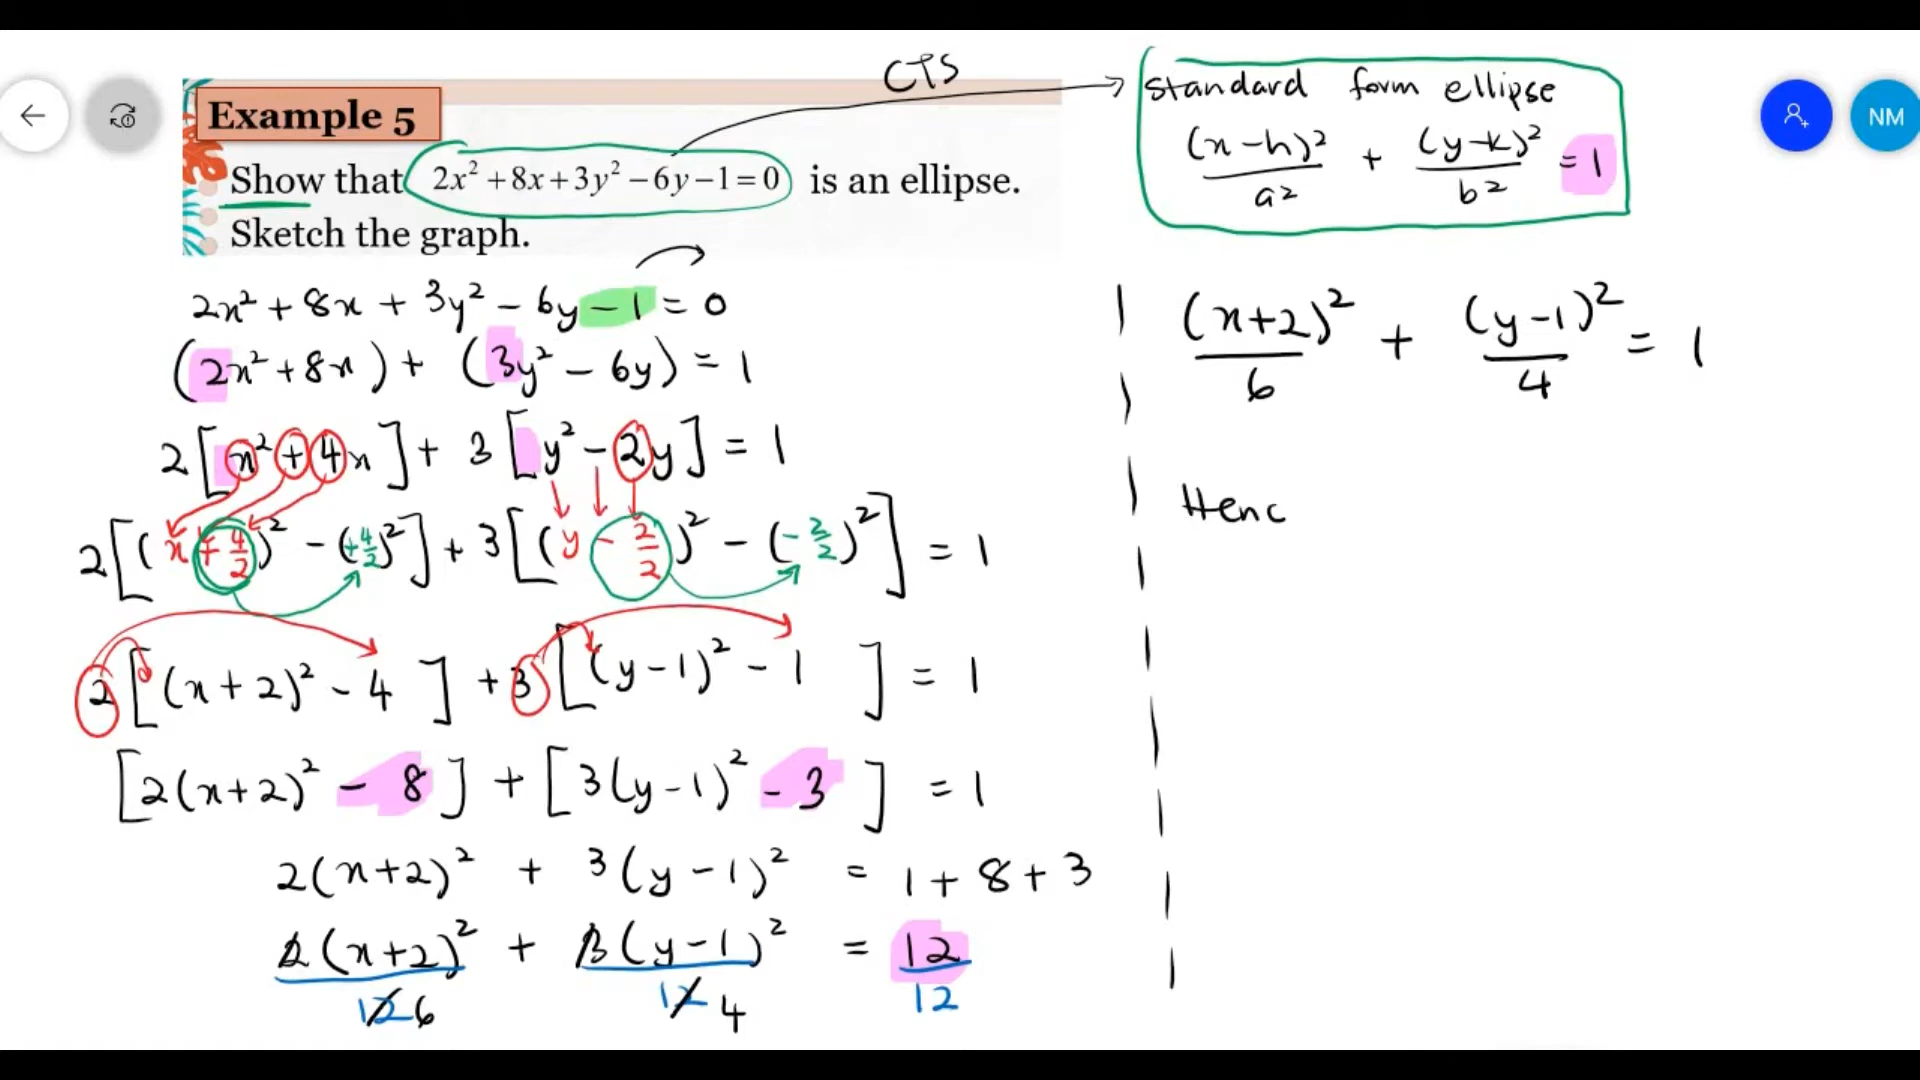 CTS
Example 5
Show that 2x² + 8x + 3y² − 6y − 1 = 0 is an ellipse.
Sketch the graph.
standard form ellipse
(x-h)²/a² + (y-k)²/b² = 1
NM
2x² + 8x + 3y² - 6y - 1 = 0
(2x² + 8x) + (3y² - 6y) = 1
2[x² + 4x] + 3[y² - 2y] = 1
2[(x + 4/2)² - (+4/2)²] + 3[(y - 2/2)² - (-2/2)²] = 1
2[(x+2)² - 4] + 3[(y-1)² - 1] = 1
[2(x+2)² - 8] + [3(y-1)² - 3] = 1
2(x+2)² + 3(y-1)² = 1 + 8 + 3
2(x+2)²/12 6 + 3(y-1)²/12 4 = 12/12
(x+2)²/6 + (y-1)²/4 = 1
Henc